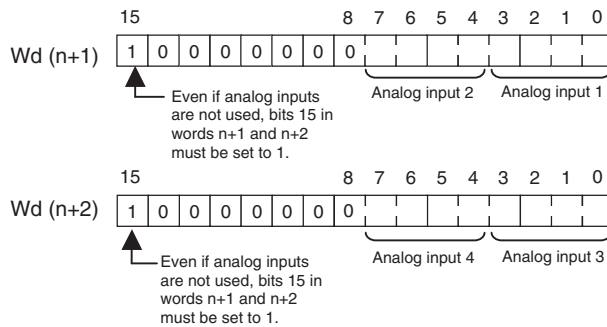 15 8 7 6 5 4 3 2 1 0
Wd (n+1) 1 0 0 0 0 0 0 0
Analog input 2 Analog input 1
Even if analog inputs
are not used, bits 15 in
words n+1 and n+2
must be set to 1.
15 8 7 6 5 4 3 2 1 0
Wd (n+2) 1 0 0 0 0 0 0 0
Analog input 4 Analog input 3
Even if analog inputs
are not used, bits 15 in
words n+1 and n+2
must be set to 1.